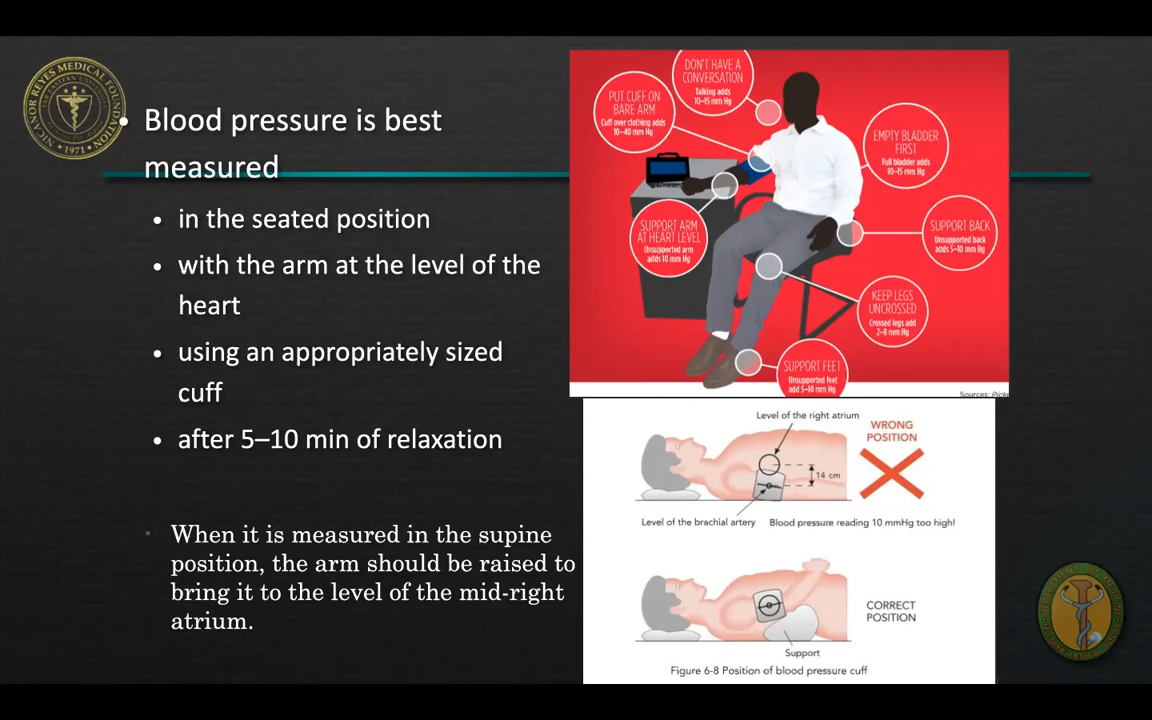 NICANOR REYES MEDICAL FOUNDATION
FAR EASTERN UNIVERSITY
• 1971 •
• Blood pressure is best
measured
• in the seated position
• with the arm at the level of the
heart
• using an appropriately sized
cuff
• after 5–10 min of relaxation
• When it is measured in the supine
position, the arm should be raised to
bring it to the level of the mid-right
atrium.
DON'T HAVE A
CONVERSATION
Talking adds
10-15 mm Hg
PUT CUFF ON
BARE ARM
Cuff over clothing adds
10-40 mm Hg
EMPTY BLADDER
FIRST
Full bladder adds
10-15 mm Hg
SUPPORT ARM
AT HEART LEVEL
Unsupported arm
adds 10 mm Hg
SUPPORT BACK
Unsupported back
adds 5-10 mm Hg
KEEP LEGS
UNCROSSED
Crossed legs add
2-8 mm Hg
SUPPORT FEET
Unsupported feet
add 5-10 mm Hg
Sources:
Level of the right atrium
WRONG
POSITION
14 cm
Level of the brachial artery
Blood pressure reading 10 mmHg too high!
CORRECT
POSITION
Support
Figure 6-8 Position of blood pressure cuff